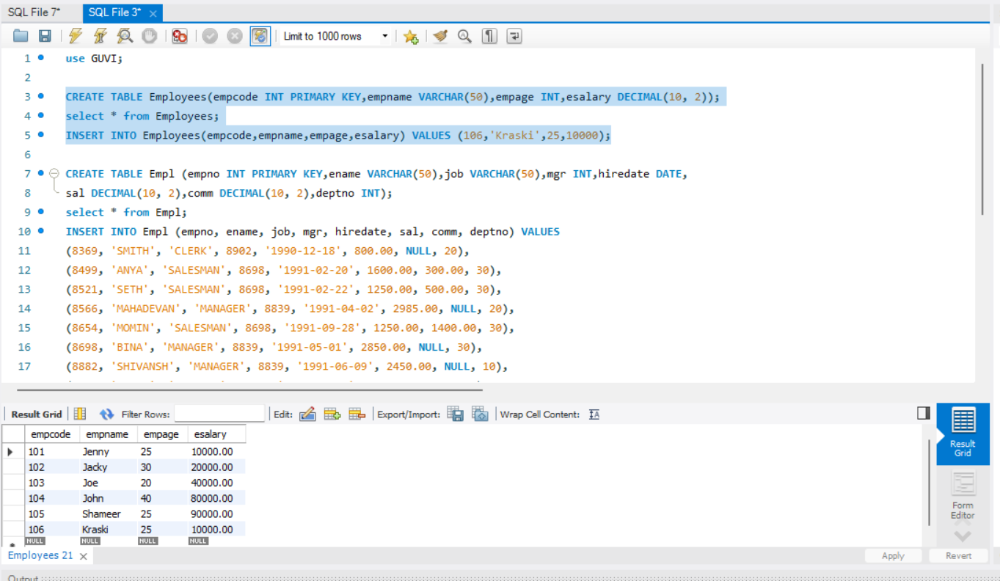 SQL File 7* SQL File 3* ×
Limit to 1000 rows
1 use GUVI;
2
3 CREATE TABLE Employees(empcode INT PRIMARY KEY,empname VARCHAR(50),empage INT,esalary DECIMAL(10, 2));
4 select * from Employees;
5 INSERT INTO Employees(empcode,empname,empage,esalary) VALUES (106,'Kraski',25,10000);
6
7 CREATE TABLE Empl (empno INT PRIMARY KEY,ename VARCHAR(50),job VARCHAR(50),mgr INT,hiredate DATE,
8 sal DECIMAL(10, 2),comm DECIMAL(10, 2),deptno INT);
9 select * from Empl;
10 INSERT INTO Empl (empno, ename, job, mgr, hiredate, sal, comm, deptno) VALUES
11 (8369, 'SMITH', 'CLERK', 8902, '1990-12-18', 800.00, NULL, 20),
12 (8499, 'ANYA', 'SALESMAN', 8698, '1991-02-20', 1600.00, 300.00, 30),
13 (8521, 'SETH', 'SALESMAN', 8698, '1991-02-22', 1250.00, 500.00, 30),
14 (8566, 'MAHADEVAN', 'MANAGER', 8839, '1991-04-02', 2985.00, NULL, 20),
15 (8654, 'MOMIN', 'SALESMAN', 8698, '1991-09-28', 1250.00, 1400.00, 30),
16 (8698, 'BINA', 'MANAGER', 8839, '1991-05-01', 2850.00, NULL, 30),
17 (8882, 'SHIVANSH', 'MANAGER', 8839, '1991-06-09', 2450.00, NULL, 10),
Result Grid Filter Rows: Edit: Export/Import: Wrap Cell Content:
empcode empname empage esalary
101 Jenny 25 10000.00
102 Jacky 30 20000.00
103 Joe 20 40000.00
104 John 40 80000.00
105 Shameer 25 90000.00
106 Kraski 25 10000.00
NULL NULL NULL NULL
Result
Grid
Form
Editor
Employees 21 × Apply Revert
Output